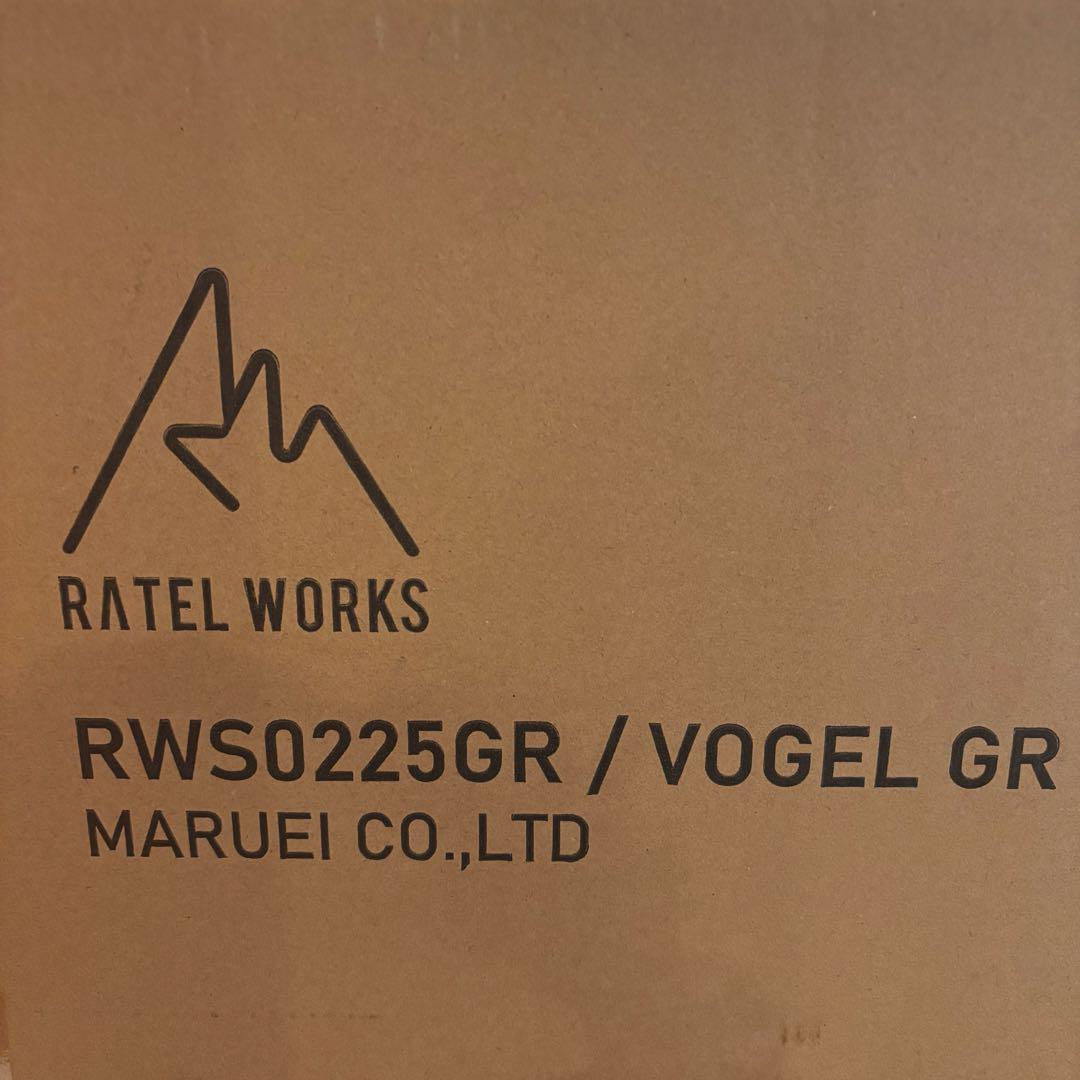 RATEL WORKS
RWS0225GR / VOGEL GR
MARUEI CO.,LTD